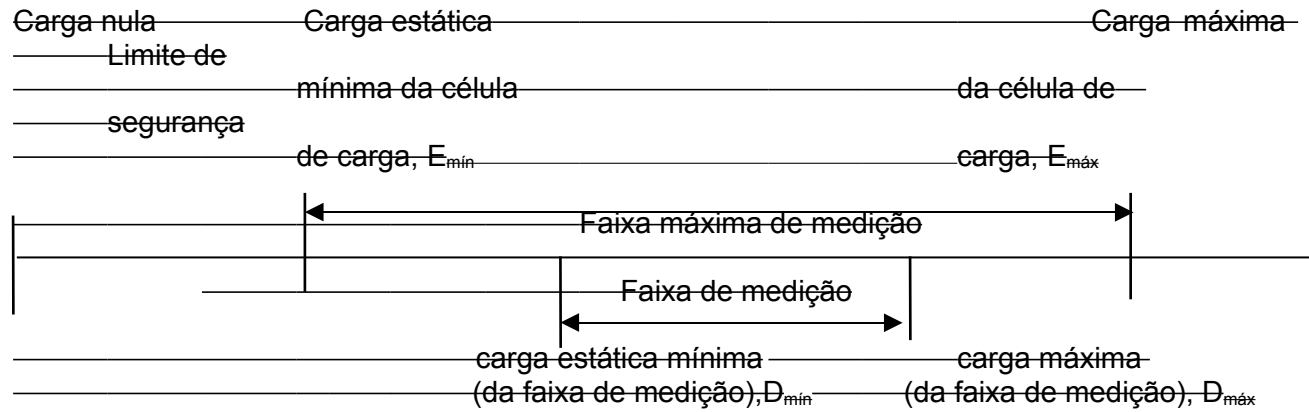 Carga nula Carga estática Carga máxima
Limite de
mínima da célula da célula de
segurança
de carga, Emín carga, Emáx
Faixa máxima de medição
Faixa de medição
carga estática mínima carga máxima
(da faixa de medição),Dmín (da faixa de medição), Dmáx